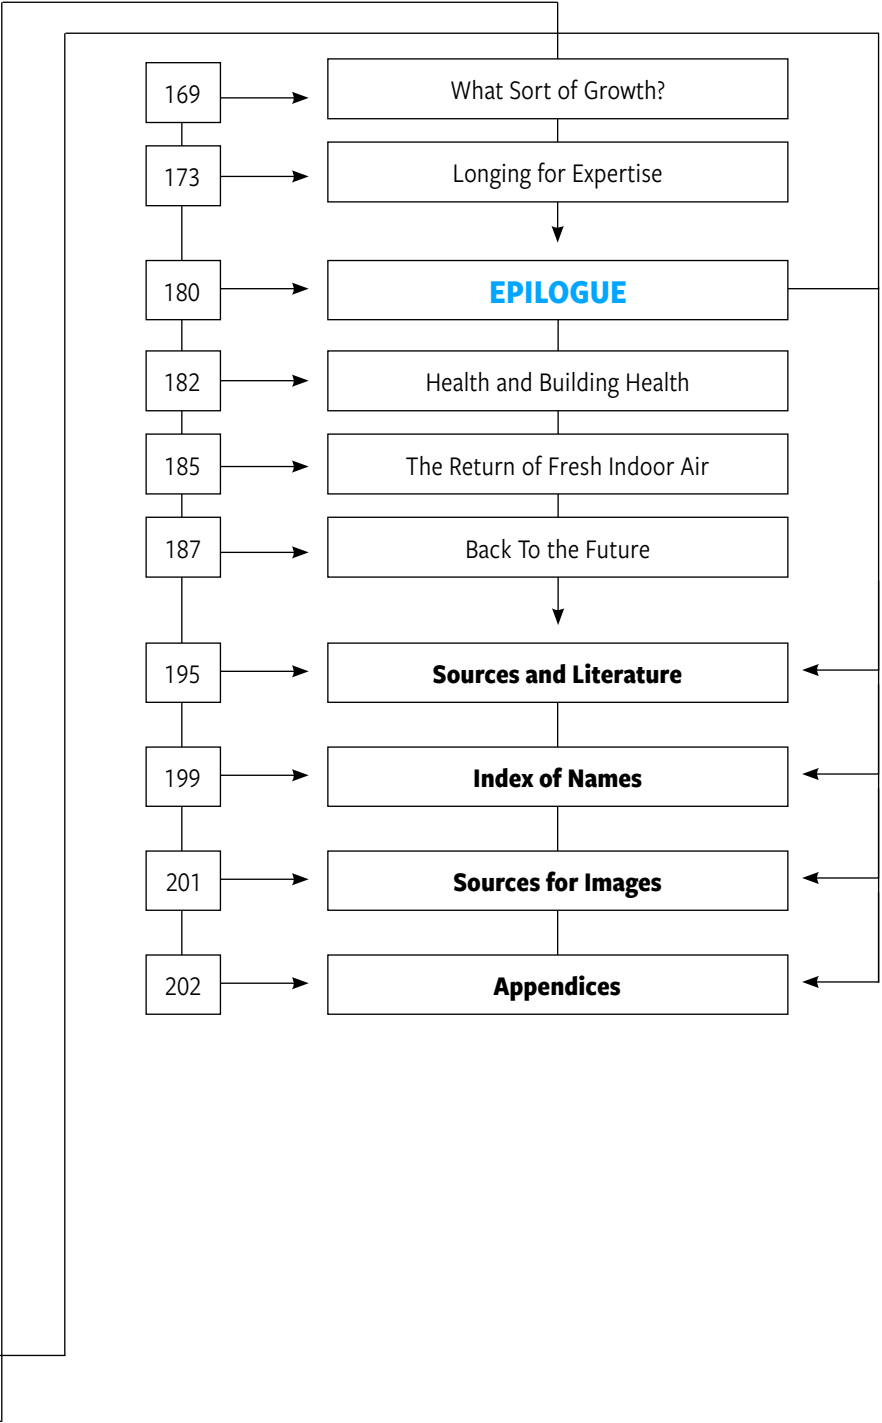 169 What Sort of Growth?
173 Longing for Expertise
180 EPILOGUE
182 Health and Building Health
185 The Return of Fresh Indoor Air
187 Back To the Future
195 Sources and Literature
199 Index of Names
201 Sources for Images
202 Appendices